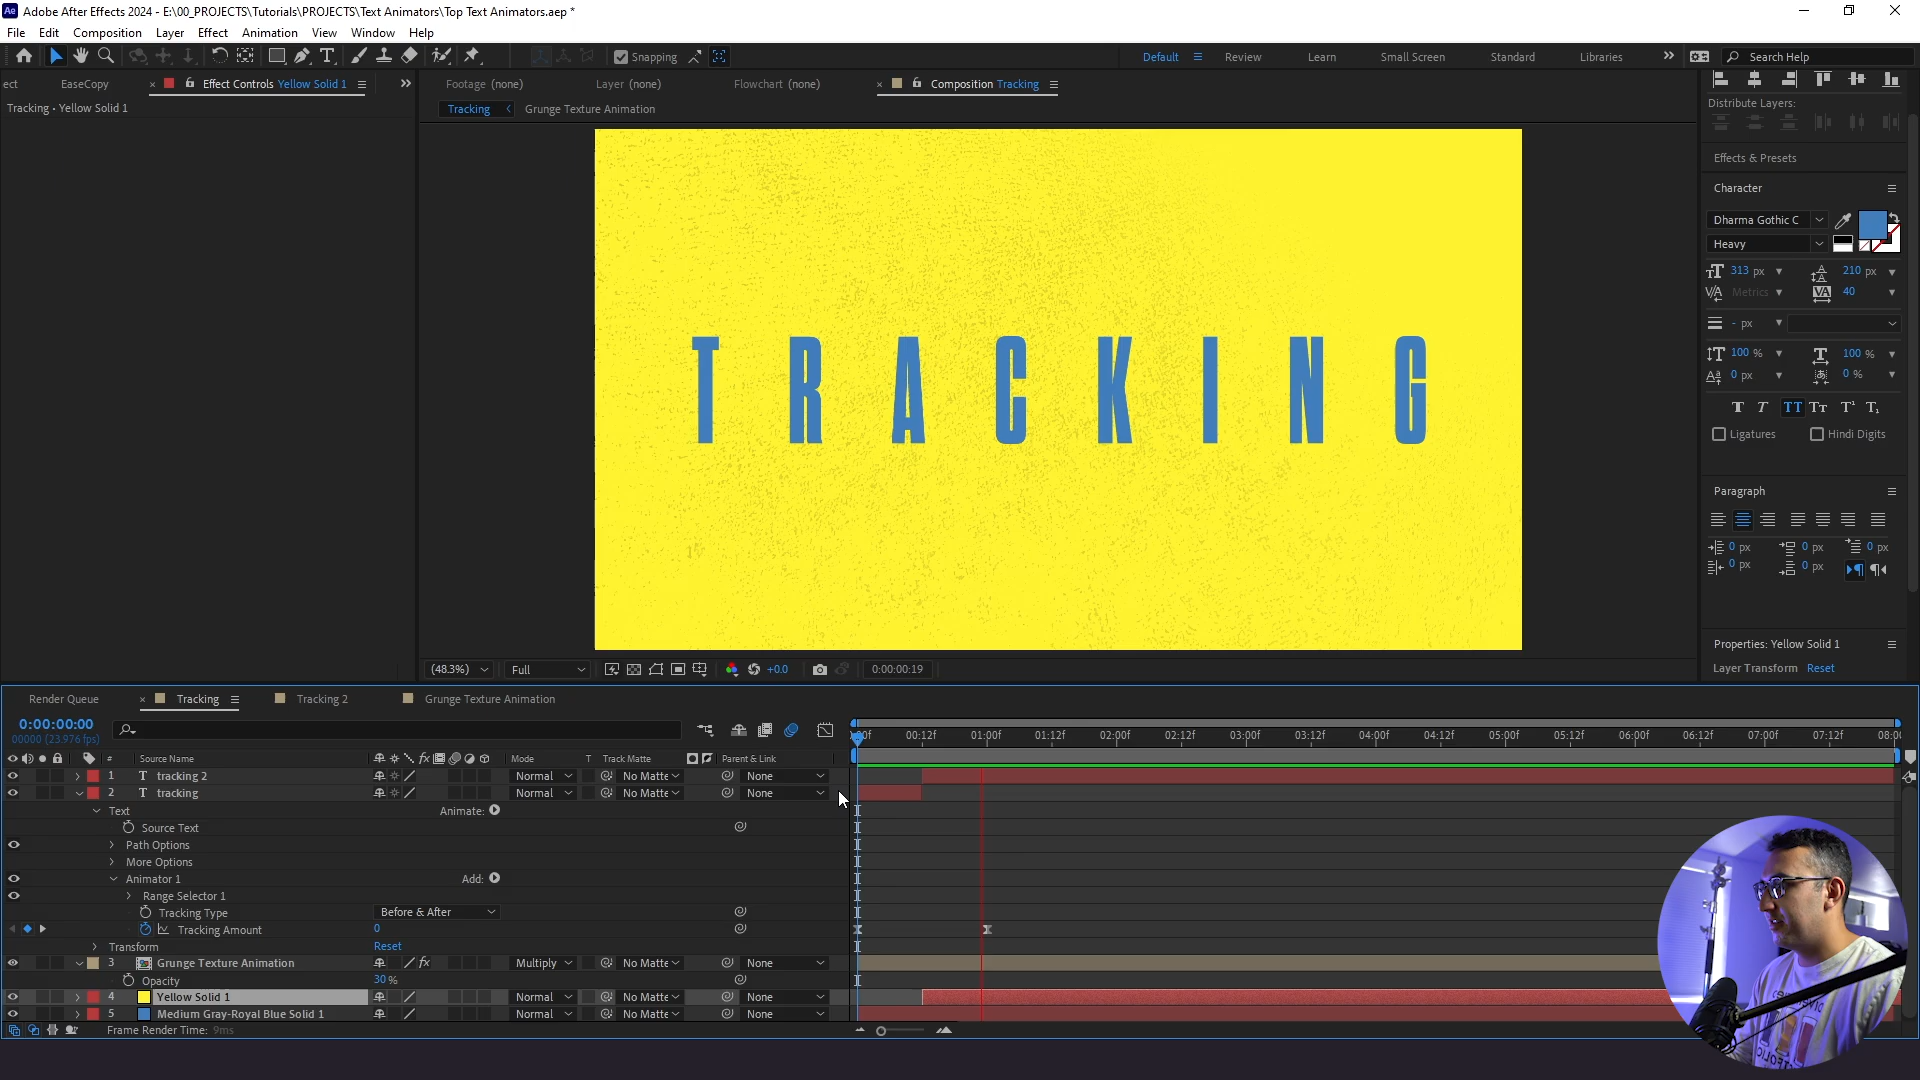 Ae Adobe After Effects 2024 - E:\00_PROJECTS\Tutorials\PROJECTS\Text Animators\Top Text Animators.aep *
File Edit Composition Layer Effect Animation View Window Help
Snapping
Default Review Learn Small Screen Standard Libraries Search Help
ect EaseCopy Effect Controls Yellow Solid 1
Footage (none) Layer (none) Flowchart (none) Composition Tracking
Tracking • Yellow Solid 1
Tracking Grunge Texture Animation
TRACKING
Distribute Layers:
Effects & Presets
Character
Dharma Gothic C
Heavy
313 px 210 px
Metrics 40
- px
100 % 100 %
0 px 0 %
Ligatures Hindi Digits
Paragraph
0 px 0 px 0 px
0 px 0 px
Properties: Yellow Solid 1
Layer Transform Reset
(48.3%) Full +0.0 0:00:00:19
Render Queue Tracking Tracking 2 Grunge Texture Animation
0:00:00:00
00000 (23.976 fps)
:00f 00:12f 01:00f 01:12f 02:00f 02:12f 03:00f 03:12f 04:00f 04:12f 05:00f 05:12f 06:00f 06:12f 07:00f 07:12f 08:00
# Source Name Mode T Track Matte Parent & Link
1 T tracking 2 Normal No Matte None
2 T tracking Normal No Matte None
Text Animate:
Source Text
Path Options
More Options
Animator 1 Add:
Range Selector 1
Tracking Type Before & After
Tracking Amount 0
Transform Reset
3 Grunge Texture Animation fx Multiply No Matte None
Opacity 30 %
4 Yellow Solid 1 Normal No Matte None
5 Medium Gray-Royal Blue Solid 1 Normal No Matte None
Frame Render Time: 9ms